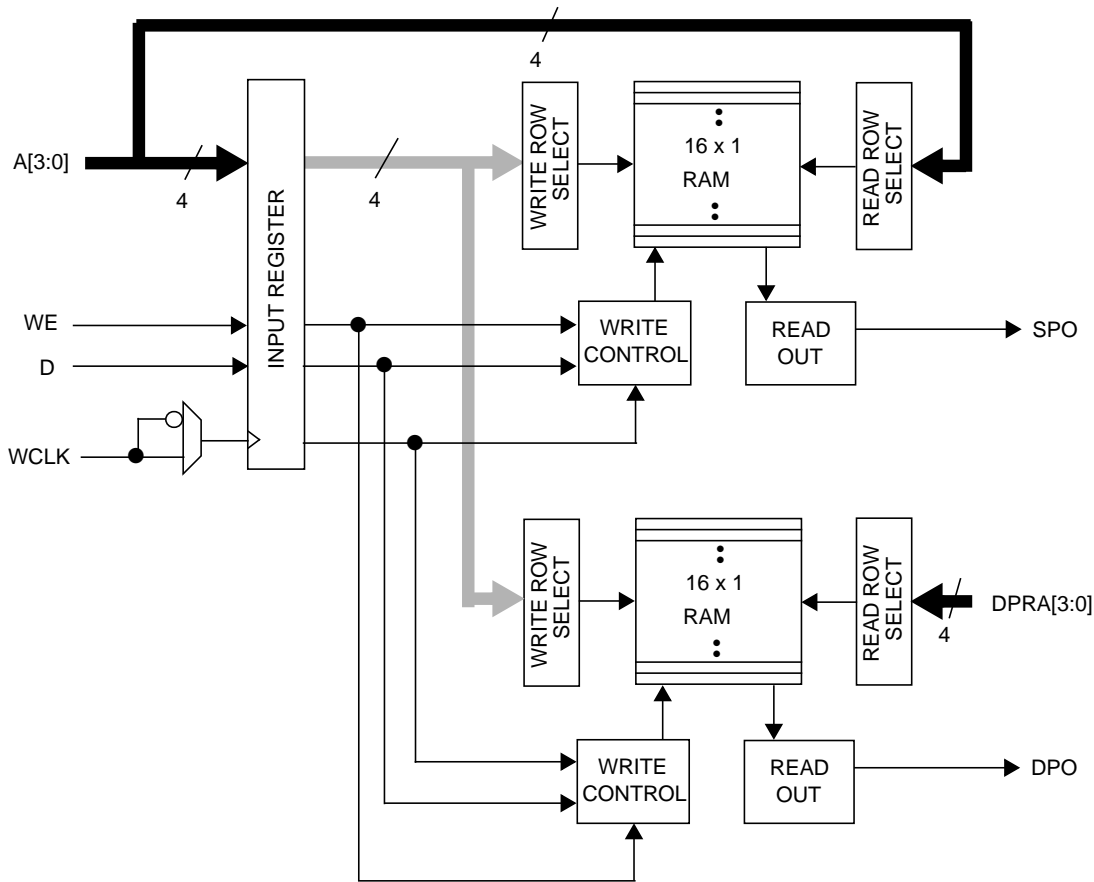 4
A[3:0]
4
4
INPUT REGISTER
WRITE ROW
SELECT
16 x 1
RAM
READ ROW
SELECT
WE
D
WCLK
WRITE
CONTROL
READ
OUT
SPO
WRITE ROW
SELECT
16 x 1
RAM
READ ROW
SELECT
4
DPRA[3:0]
WRITE
CONTROL
READ
OUT
DPO